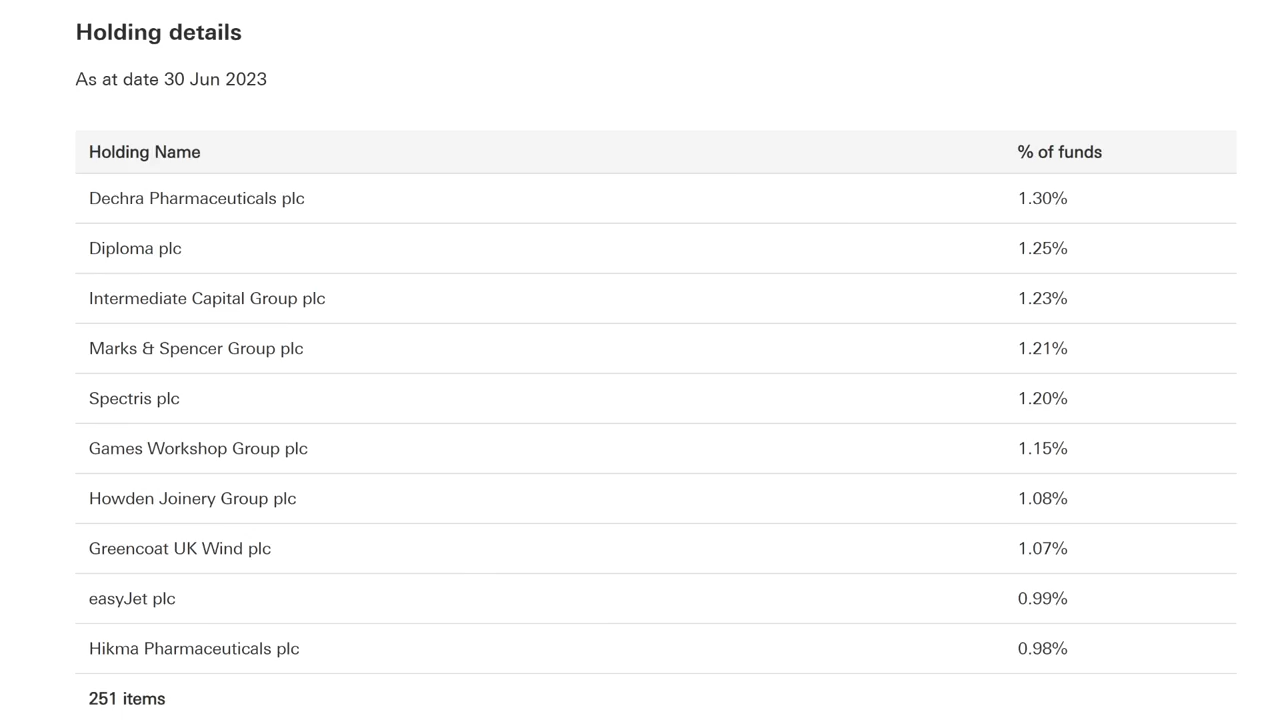 Holding details
As at date 30 Jun 2023
Holding Name % of funds
Dechra Pharmaceuticals plc 1.30%
Diploma plc 1.25%
Intermediate Capital Group plc 1.23%
Marks & Spencer Group plc 1.21%
Spectris plc 1.20%
Games Workshop Group plc 1.15%
Howden Joinery Group plc 1.08%
Greencoat UK Wind plc 1.07%
easyJet plc 0.99%
Hikma Pharmaceuticals plc 0.98%
251 items